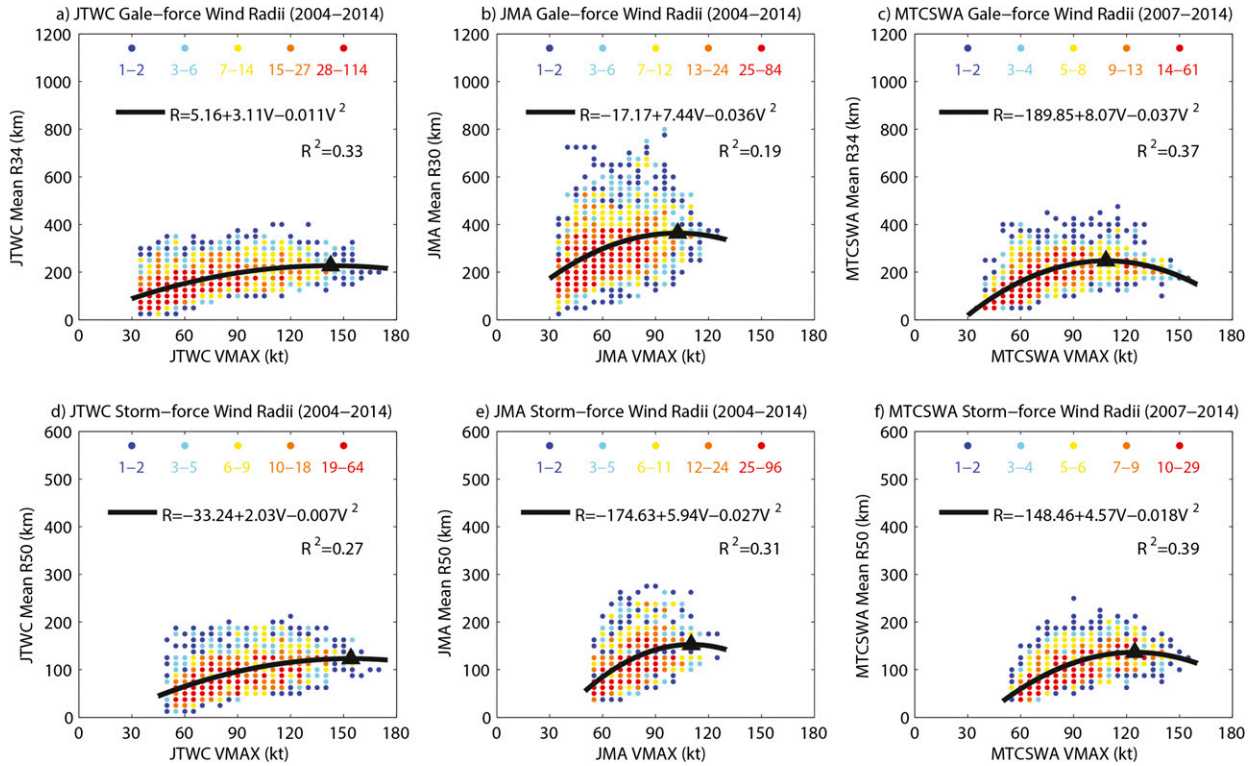 a) JTWC Gale−force Wind Radii (2004−2014)
1200
1000
800
600
400
200
0
JTWC Mean R34 (km)
1−2 3−6 7−14 15−27 28−114
R=5.16+3.11V−0.011V 2
R 2=0.33
0 30 60 90 120 150 180
JTWC VMAX (kt)
b) JMA Gale−force Wind Radii (2004−2014)
1200
1000
800
600
400
200
0
JMA Mean R30 (km)
1−2 3−6 7−12 13−24 25−84
R=−17.17+7.44V−0.036V 2
R 2=0.19
0 30 60 90 120 150 180
JMA VMAX (kt)
c) MTCSWA Gale−force Wind Radii (2007−2014)
1200
1000
800
600
400
200
0
MTCSWA Mean R34 (km)
1−2 3−4 5−8 9−13 14−61
R=−189.85+8.07V−0.037V 2
R 2=0.37
0 30 60 90 120 150 180
MTCSWA VMAX (kt)
d) JTWC Storm−force Wind Radii (2004−2014)
600
500
400
300
200
100
0
JTWC Mean R50 (km)
1−2 3−5 6−9 10−18 19−64
R=−33.24+2.03V−0.007V 2
R 2=0.27
0 30 60 90 120 150 180
JTWC VMAX (kt)
e) JMA Storm−force Wind Radii (2004−2014)
600
500
400
300
200
100
0
JMA Mean R50 (km)
1−2 3−5 6−11 12−24 25−96
R=−174.63+5.94V−0.027V 2
R 2=0.31
0 30 60 90 120 150 180
JMA VMAX (kt)
f) MTCSWA Storm−force Wind Radii (2007−2014)
600
500
400
300
200
100
0
MTCSWA Mean R50 (km)
1−2 3−4 5−6 7−9 10−29
R=−148.46+4.57V−0.018V 2
R 2=0.39
0 30 60 90 120 150 180
MTCSWA VMAX (kt)